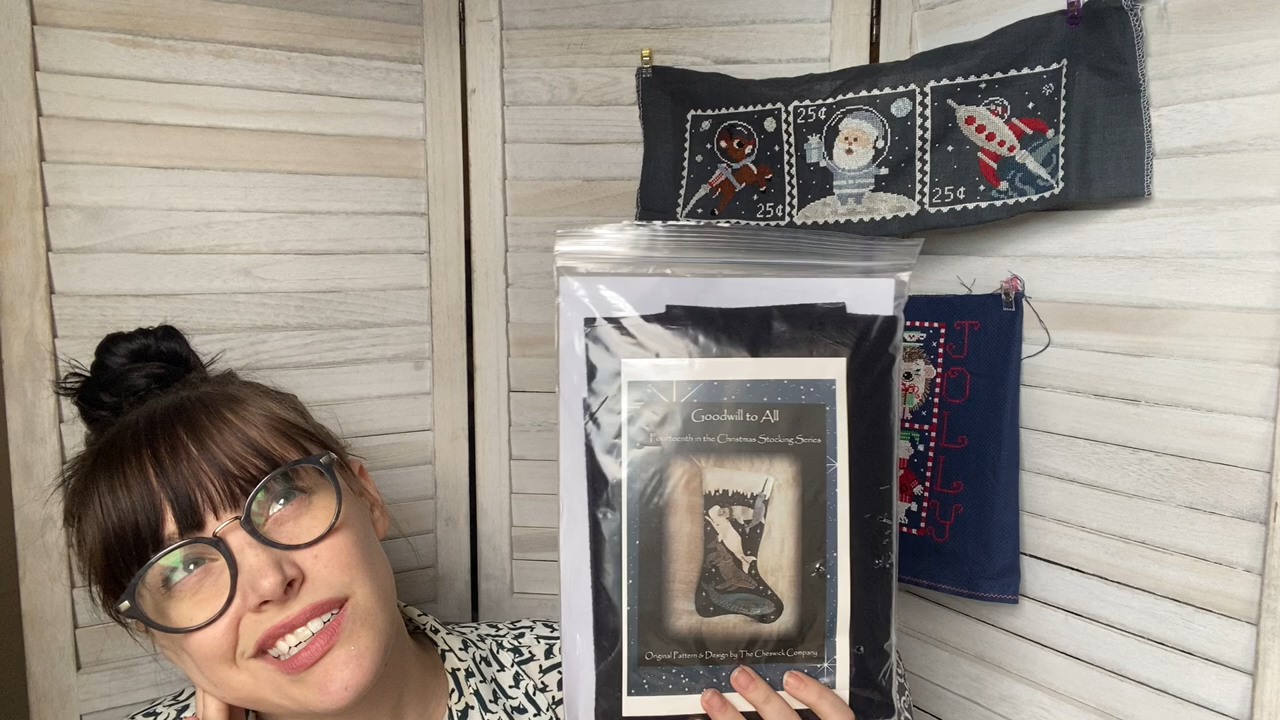 25¢
25¢
25¢
JOLLY
Goodwill to All
Fourteenth in the Christmas Stocking Series
Original Pattern & Design by The Cheswick Company